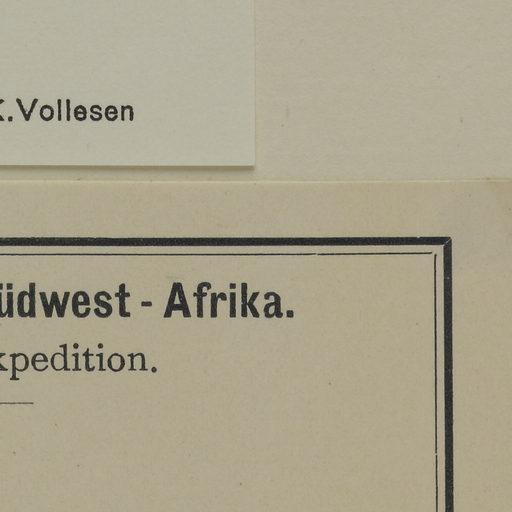 K. Vollesen
üdwest - Afrika.
xpedition.